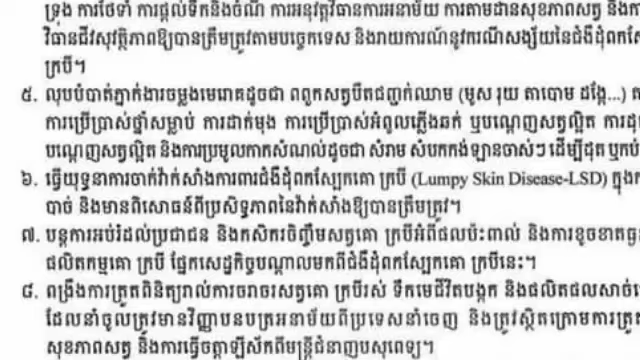 ទ្រុង ការថែទាំ ការផ្តល់ទឹកនិងចំណី ការអនុវត្តវិធានការអនាម័យ ការតាមដានសុខភាពសត្វ និងកា
វិធានជីវសុវត្ថិភាពឱ្យបានត្រឹមត្រូវតាមបច្ចេកទេស និងរាយការណ៍នូវករណីសង្ស័យនៃជំងឺដុំពកស្បែ
ក្របី។
៥. លុបបំបាត់ភ្នាក់ងារចម្លងមេរោគដូចជា ពពួកសត្វបឺតជញ្ជក់ឈាម (មូស រុយ តាបោម ដង្កែ...) ត
ការប្រើប្រាស់ថ្នាំសម្លាប់ ការដាក់មុង ការប្រើប្រាស់អំពូលភ្លើងឆក់ ឬបណ្តេញសត្វល្អិត ការដុ
បណ្តេញសត្វល្អិត និងការប្រមូលកាកសំណល់ដូចជា សំរាម សំបកកង់ឡានចាស់ៗ ដើម្បីដុត ឬកប់
៦. ធ្វើយុទ្ធនាការចាក់វ៉ាក់សាំងការពារជំងឺដុំពកស្បែកគោ ក្របី (Lumpy Skin Disease-LSD) ក្នុងក
បាច់ និងមានពិសោធន៍ពីប្រសិទ្ធភាពនៃវ៉ាក់សាំងឱ្យបានត្រឹមត្រូវ។
៧. បន្តការអប់រំដល់ប្រជាជន និងកសិករចិញ្ចឹមសត្វគោ ក្របីអំពីផលប៉ះពាល់ និងការខូចខាតធ្ងន
ផលិតកម្មគោ ក្របី ផ្នែកសេដ្ឋកិច្ចបណ្តាលមកពីជំងឺដុំពកស្បែកគោ ក្របីនេះ។
៨. ពង្រឹងការត្រួតពិនិត្យរាល់ការចរាចរសត្វគោ ក្របីរស់ ទឹកមេជីវិតបង្កក និងផលិតផលសាច់
ដែលនាំចូលត្រូវមានវិញ្ញាបនបត្រអនាម័យពីប្រទេសនាំចេញ និងត្រូវស្ថិតក្រោមការត្រួត
សុខភាពសត្វ និងការធ្វើចត្តាឡីស័កពីមន្ត្រីជំនាញបសុពេទ្យ។